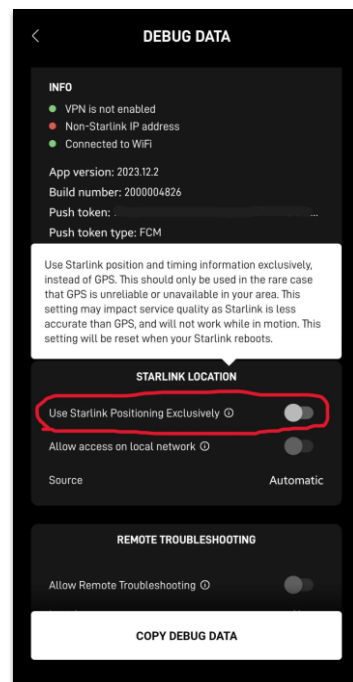 DEBUG DATA
INFO
VPN is not enabled
Non-Starlink IP address
Connected to WiFi
App version: 2023.12.2
Build number: 2000004826
Push token:
...
Push token type: FCM
Use Starlink position and timing information exclusively,
instead of GPS. This should only be used in the rare case
that GPS is unreliable or unavailable in your area. This
setting may impact service quality as Starlink is less
accurate than GPS, and will not work while in motion. This
setting will be reset when your Starlink reboots.
STARLINK LOCATION
Use Starlink Positioning Exclusively
Allow access on local network
Source Automatic
REMOTE TROUBLESHOOTING
Allow Remote Troubleshooting
COPY DEBUG DATA